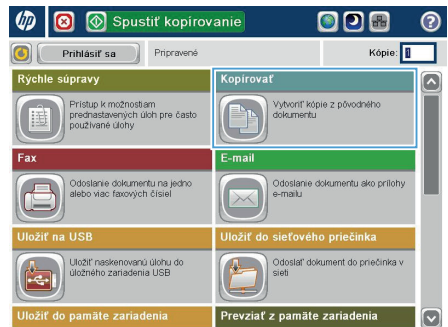 hp
Spustiť kopírovanie
?
Prihlásiť sa
Pripravené
Kópie: 1
Rýchle súpravy
Prístup k možnostiam
prednastavených úloh pre často
používané úlohy
Kopírovať
Vytvoriť kópie z pôvodného
dokumentu
Fax
Odoslanie dokumentu na jedno
alebo viac faxových čísiel
E-mail
Odoslanie dokumentu ako prílohy
e-mailu
Uložiť na USB
Uložiť naskenovanú úlohu do
úložného zariadenia USB
Uložiť do sieťového priečinka
Odoslať dokument do priečinka v
sieti
Uložiť do pamäte zariadenia
Prevziať z pamäte zariadenia